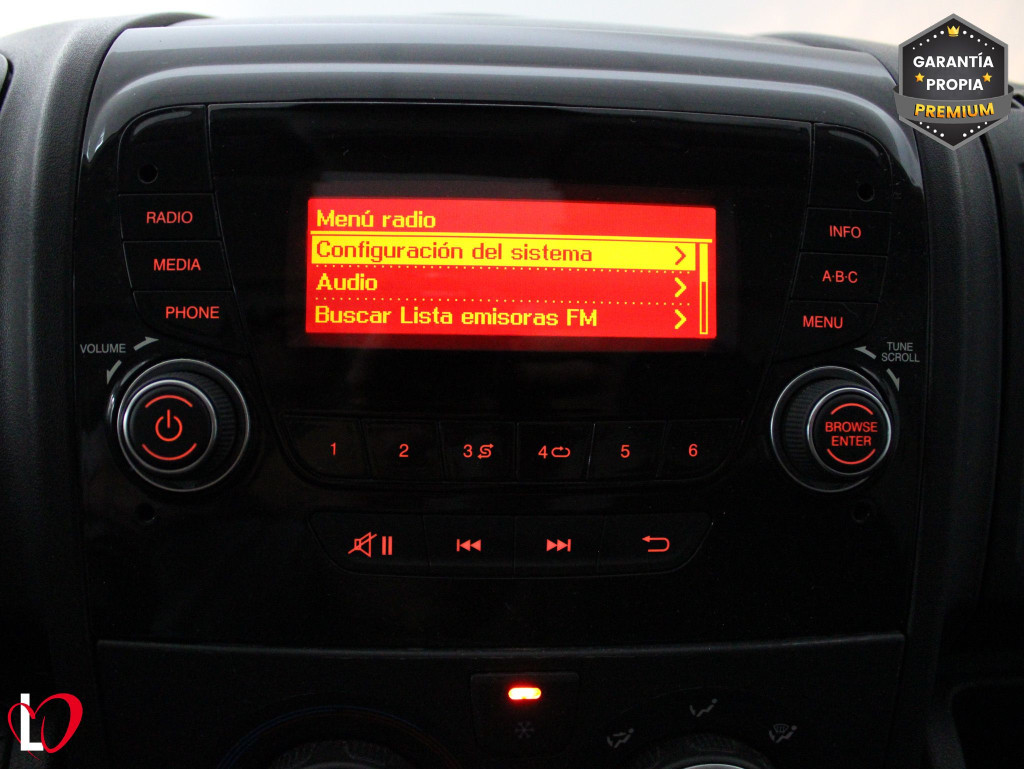 GARANTÍA
PROPIA
PREMIUM
RADIO
MEDIA
PHONE
Menú radio
Configuración del sistema
Audio
Buscar Lista emisoras FM
INFO
A·B·C
MENU
VOLUME
TUNE
SCROLL
BROWSE
ENTER
1
2
3
4
5
6
L